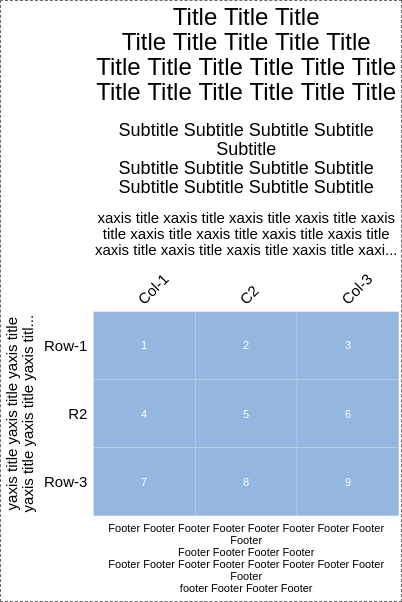 Title Title Title
Title Title Title Title Title
Title Title Title Title Title Title
Title Title Title Title Title Title
Subtitle Subtitle Subtitle Subtitle
Subtitle
Subtitle Subtitle Subtitle Subtitle
Subtitle Subtitle Subtitle Subtitle
xaxis title xaxis title xaxis title xaxis title xaxis
title xaxis title xaxis title xaxis title xaxis title
xaxis title xaxis title xaxis title xaxis title xaxi...
Col-1 C2 Col-3
yaxis title yaxis title yaxis title
yaxis title yaxis title yaxis titl...
Row-1 1 2 3
R2 4 5 6
Row-3 7 8 9
Footer Footer Footer Footer Footer Footer Footer Footer
Footer
Footer Footer Footer Footer
Footer Footer Footer Footer Footer Footer Footer Footer
Footer
footer Footer Footer Footer